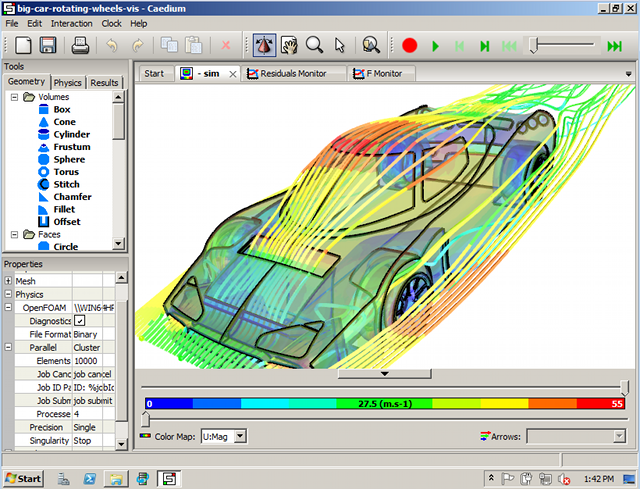 big-car-rotating-wheels-vis - Caedium
File Edit Interaction Clock Help
Tools
Geometry Physics Results
Volumes
Box
Cone
Cylinder
Frustum
Sphere
Torus
Stitch
Chamfer
Fillet
Offset
Faces
Circle
Start - sim Residuals Monitor F Monitor
Properties
Mesh
Physics
OpenFOAM \\WIN64HP
Diagnostics
File Format Binary
Parallel Cluster
Elements 10000
Job Canc job cancel
Job ID Pa ID: %jobId
Job Subm job submit
Processe 4
Precision Single
Singularity Stop
0 27.5 (m.s-1) 55
Color Map: U:Mag Arrows:
Start 1:42 PM